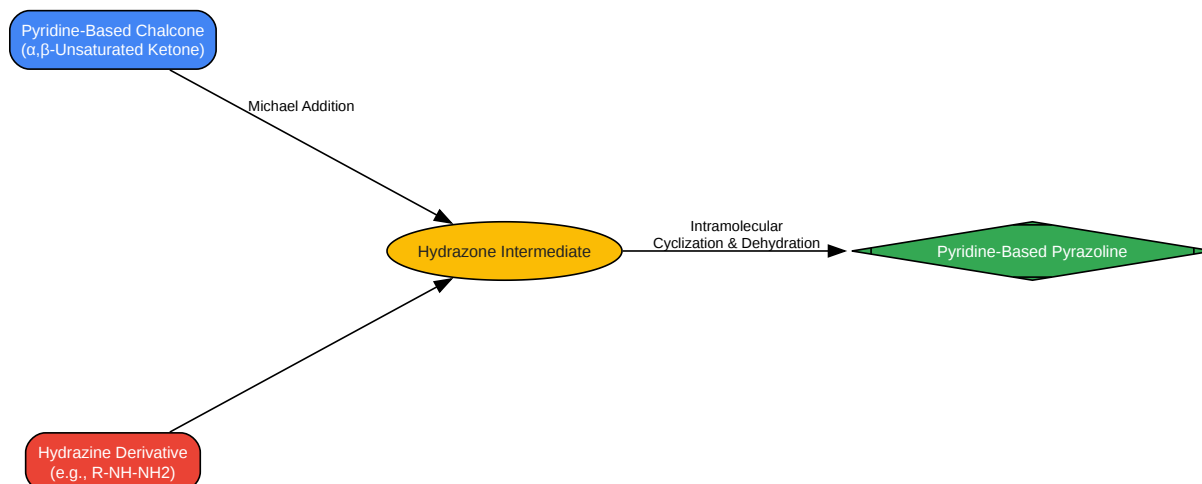 Pyridine-Based Chalcone
(α,β-Unsaturated Ketone)
Michael Addition
Intramolecular
Cyclization & Dehydration
Hydrazone Intermediate
Pyridine-Based Pyrazoline
Hydrazine Derivative
(e.g., R-NH-NH2)